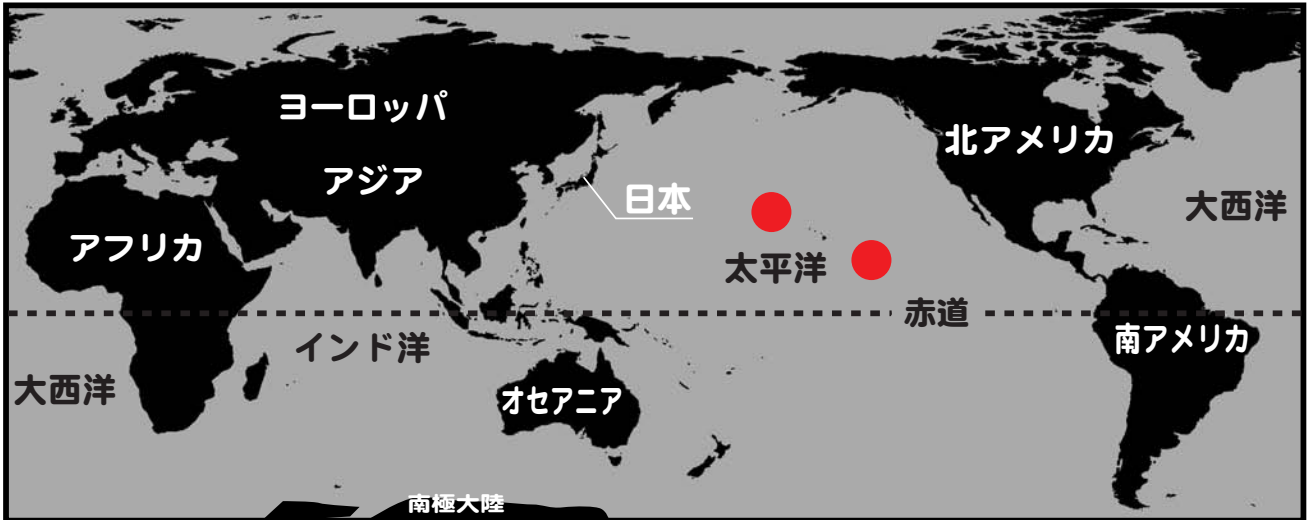 ヨーロッパ
北アメリカ
アジア
日本
大西洋
アフリカ
太平洋
赤道
インド洋
南アメリカ
大西洋
オセアニア
南極大陸